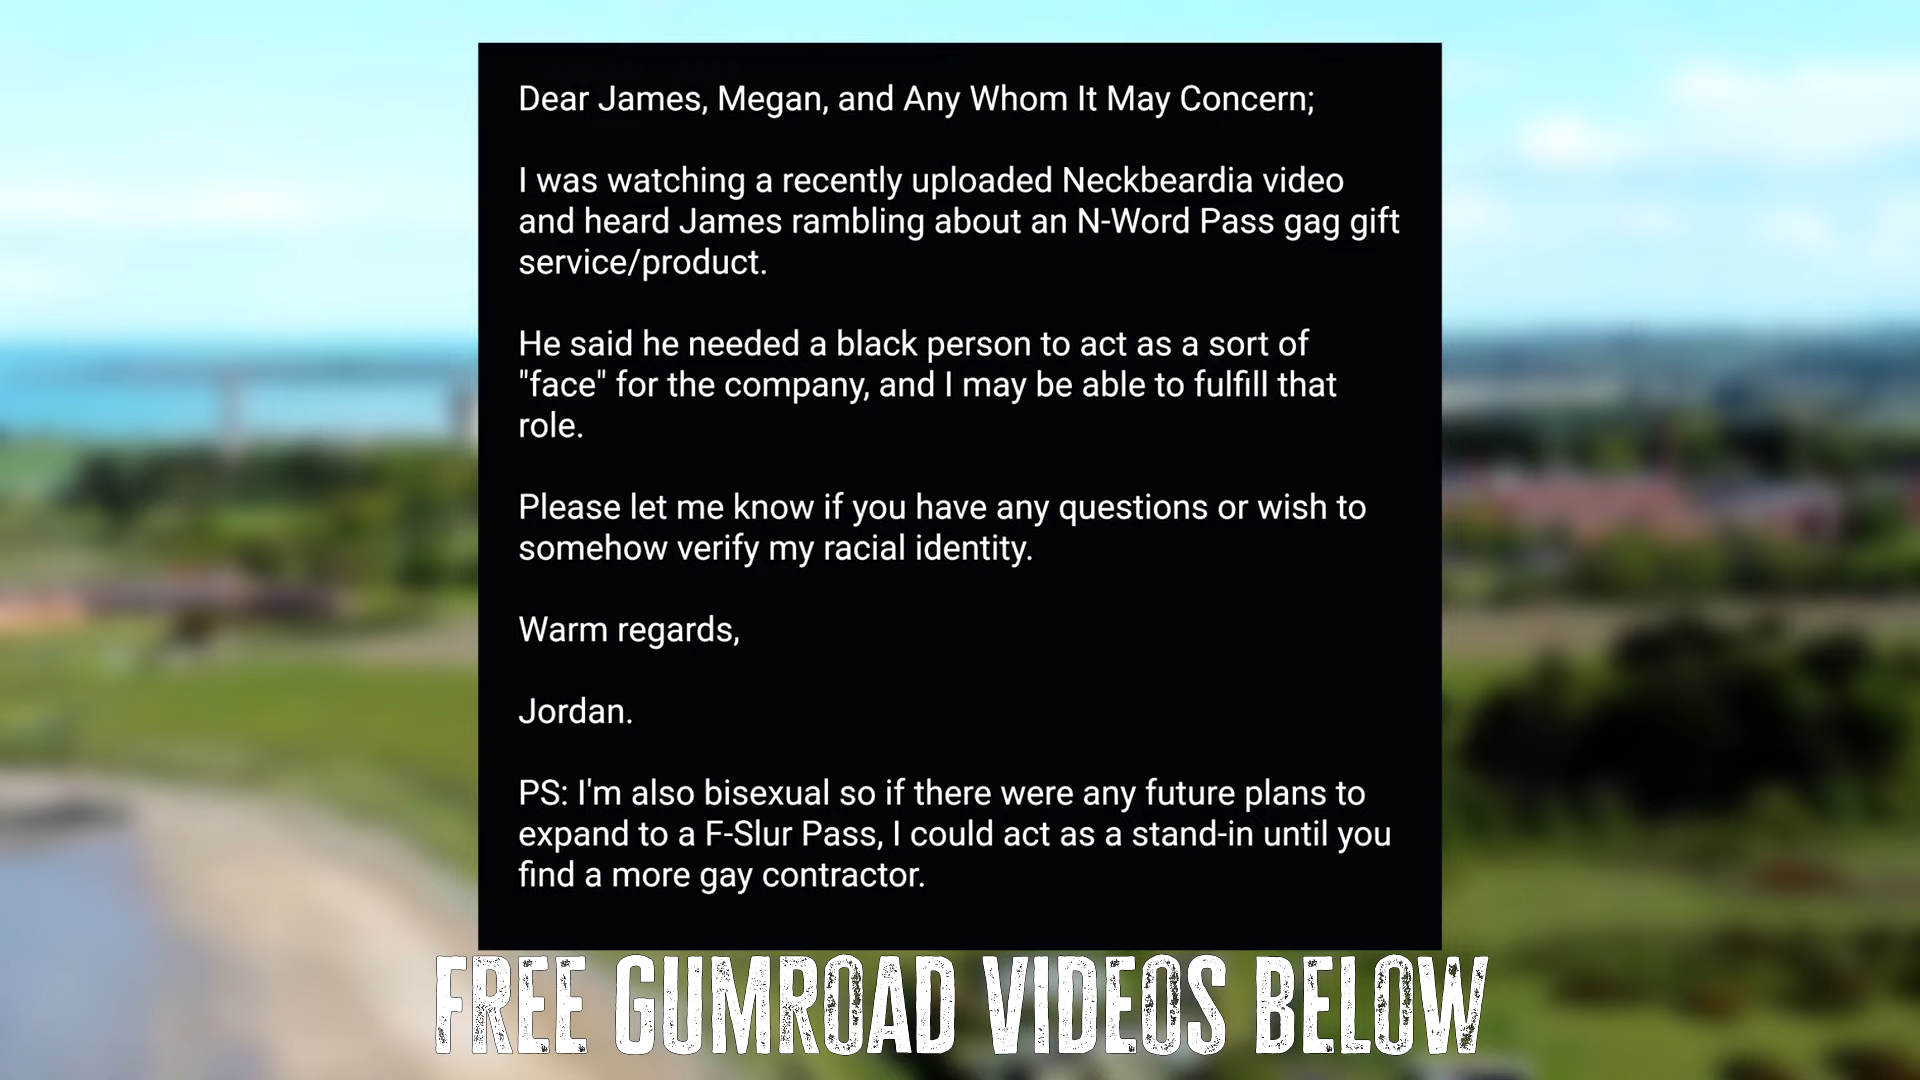 Dear James, Megan, and Any Whom It May Concern;
I was watching a recently uploaded Neckbeardia video
and heard James rambling about an N-Word Pass gag gift
service/product.
He said he needed a black person to act as a sort of
"face" for the company, and I may be able to fulfill that
role.
Please let me know if you have any questions or wish to
somehow verify my racial identity.
Warm regards,
Jordan.
PS: I'm also bisexual so if there were any future plans to
expand to a F-Slur Pass, I could act as a stand-in until you
find a more gay contractor.
FREE GUMROAD VIDEOS BELOW